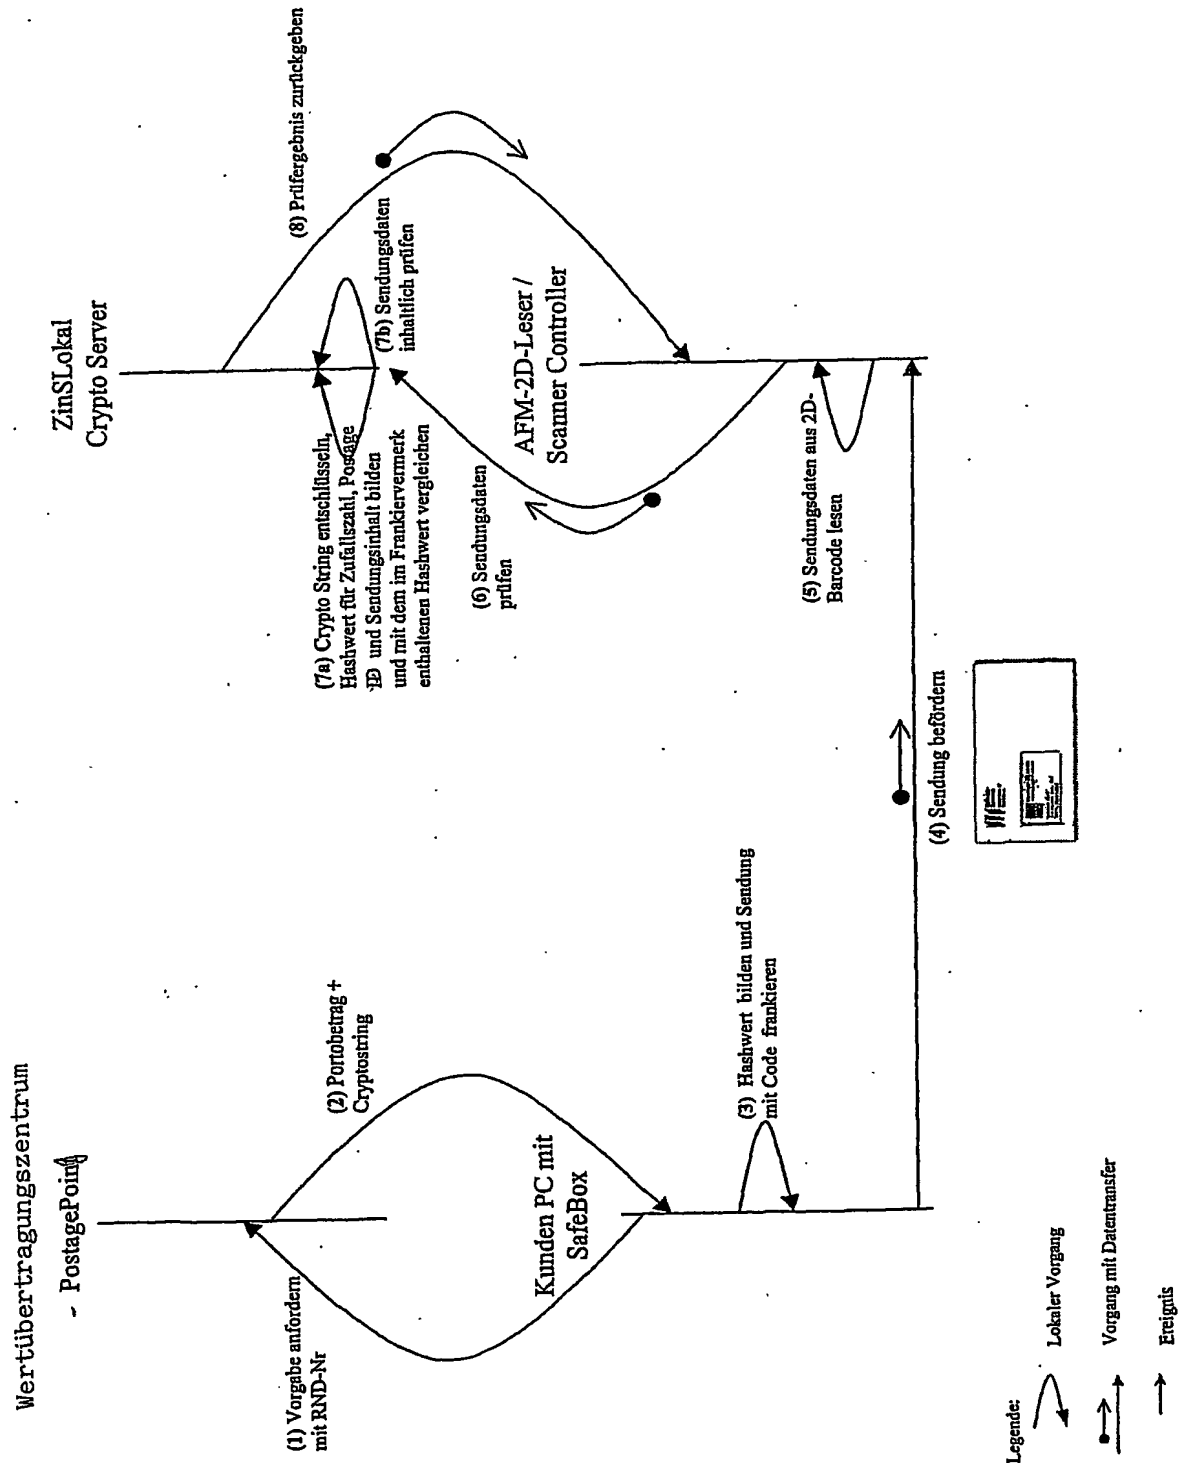 Wertübertragungszentrum
- PostagePoint
(1) Vorgabe anfordern
mit RND-Nr
(2) Portobetrag +
Cryptostring
Kunden PC mit
SafeBox
(3) Hashwert bilden und Sendung
mit Code frankieren
(4) Sendung befördern
ZinSLokal
Crypto Server
(7a) Crypto String entschlüsseln,
Hashwert für Zufallszahl, Postage
ID und Sendungsinhalt bilden
und mit dem im Frankiervermerk
enthaltenen Hashwert vergleichen
(7b) Sendungsdaten
inhaltlich prüfen
(8) Prüfergebnis zurückgeben
(6) Sendungsdaten
prüfen
AFM-2D-Leser /
Scanner Controller
(5) Sendungsdaten aus 2D-
Barcode lesen
Legende:
Lokaler Vorgang
Vorgang mit Datentransfer
Ereignis